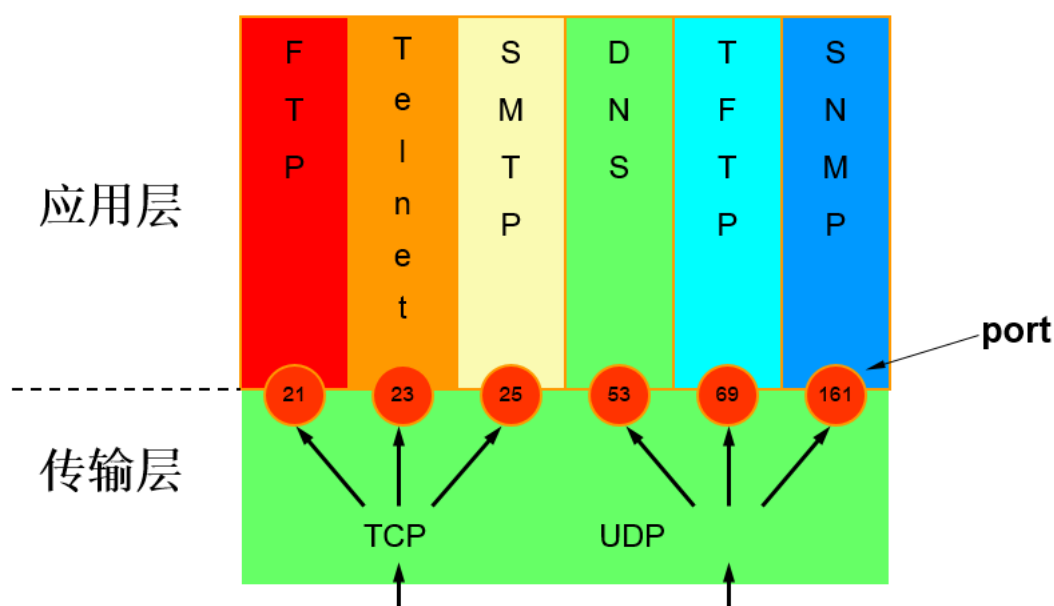 FTP
Telnet
SMTP
DNS
TFTP
SNMP
应用层
port
21
23
25
53
69
161
传输层
TCP
UDP